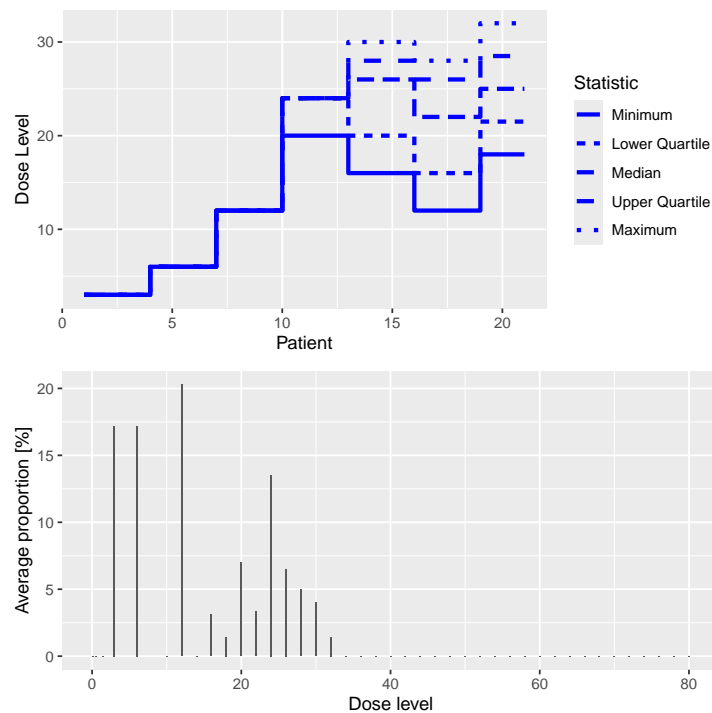 30
20
10
Dose Level
0
5
10
15
20
Patient
Statistic
Minimum
Lower Quartile
Median
Upper Quartile
Maximum
20
15
10
5
0
Average proportion [%]
0
20
40
60
80
Dose level